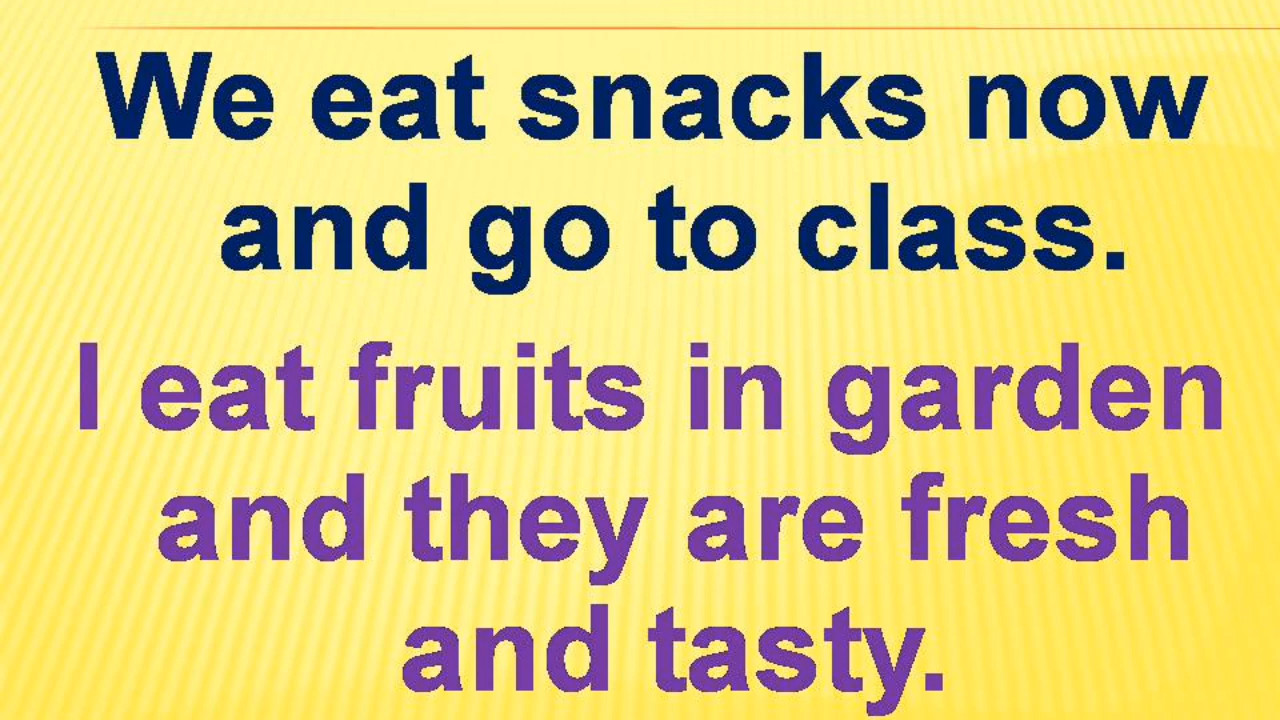 We eat snacks now
and go to class.
I eat fruits in garden
and they are fresh
and tasty.